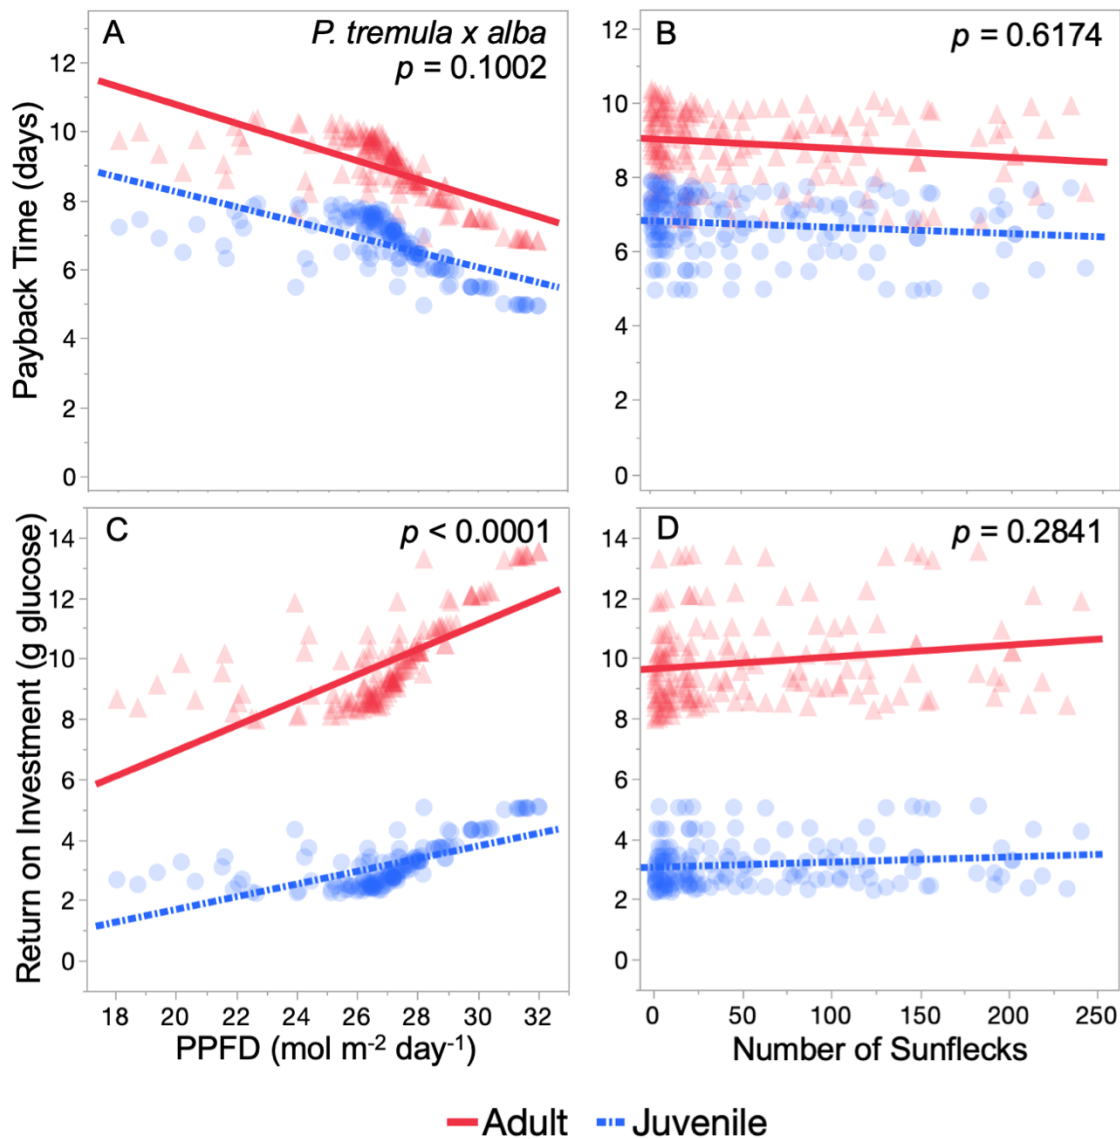 A
P. tremula x alba
p = 0.1002
Payback Time (days)
12
10
8
6
4
2
0
B
p = 0.6174
12
10
8
6
4
2
0
C
p < 0.0001
Return on Investment (g glucose)
14
12
10
8
6
4
2
0
18 20 22 24 26 28 30 32
PPFD (mol m⁻² day⁻¹)
D
p = 0.2841
14
12
10
8
6
4
2
0
0 50 100 150 200 250
Number of Sunflecks
Adult Juvenile